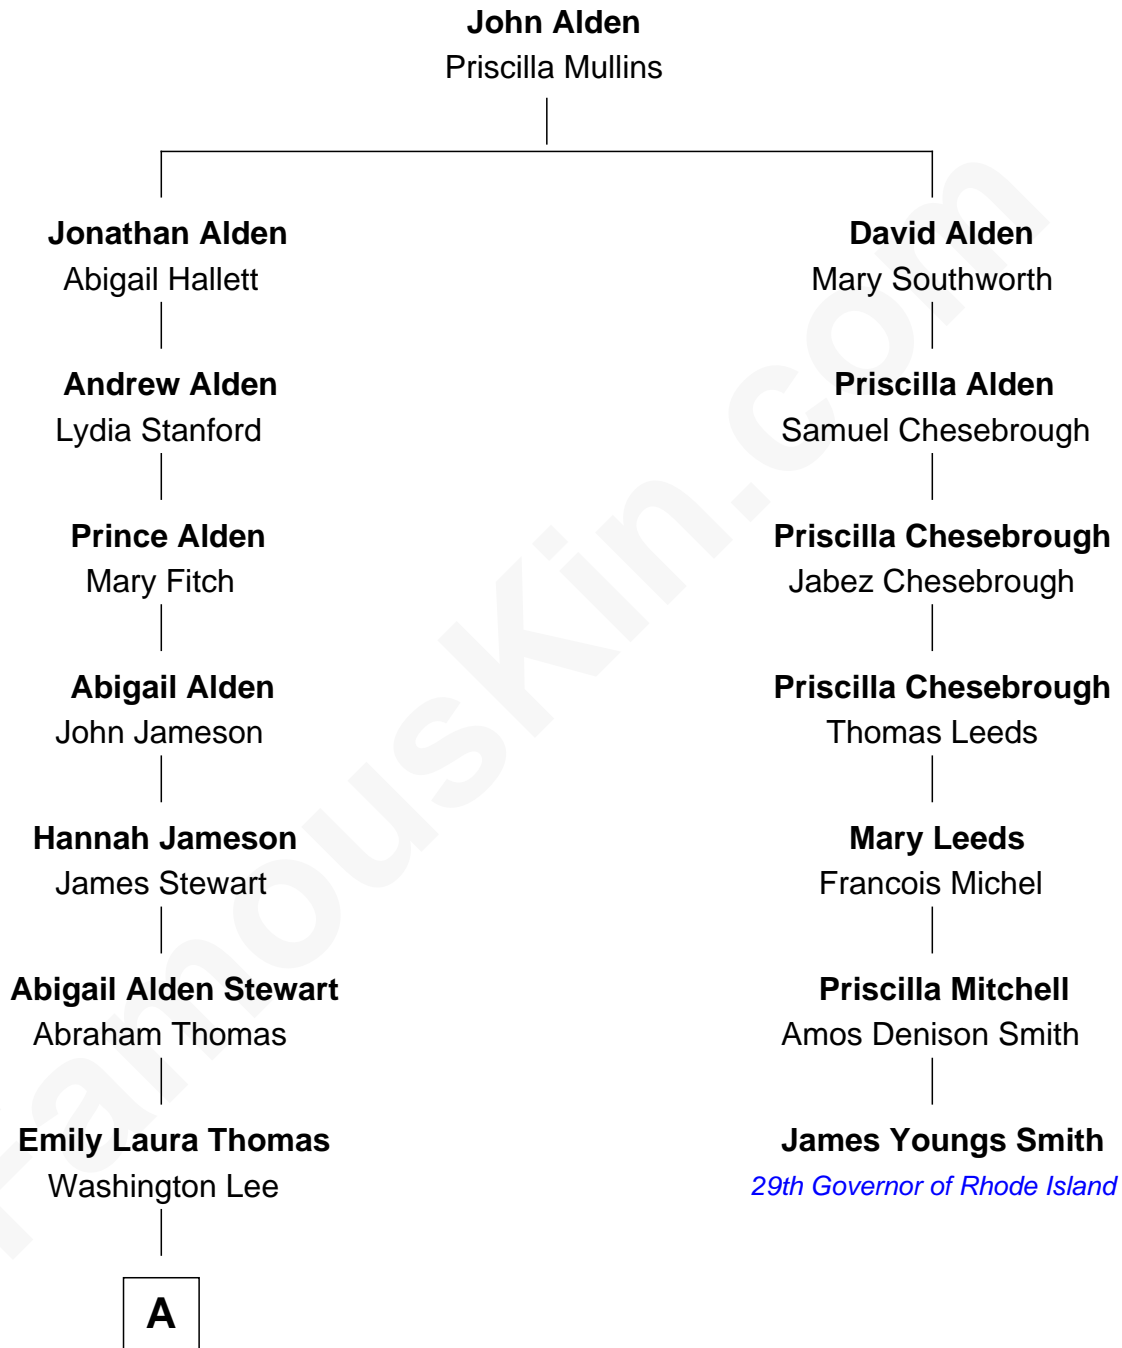 John Alden
Priscilla Mullins
Jonathan Alden
Abigail Hallett
David Alden
Mary Southworth
Andrew Alden
Lydia Stanford
Priscilla Alden
Samuel Chesebrough
Prince Alden
Mary Fitch
Priscilla Chesebrough
Jabez Chesebrough
Abigail Alden
John Jameson
Priscilla Chesebrough
Thomas Leeds
Hannah Jameson
James Stewart
Mary Leeds
Francois Michel
Abigail Alden Stewart
Abraham Thomas
Priscilla Mitchell
Amos Denison Smith
Emily Laura Thomas
Washington Lee
James Youngs Smith
29th Governor of Rhode Island
A
FamousKin.com